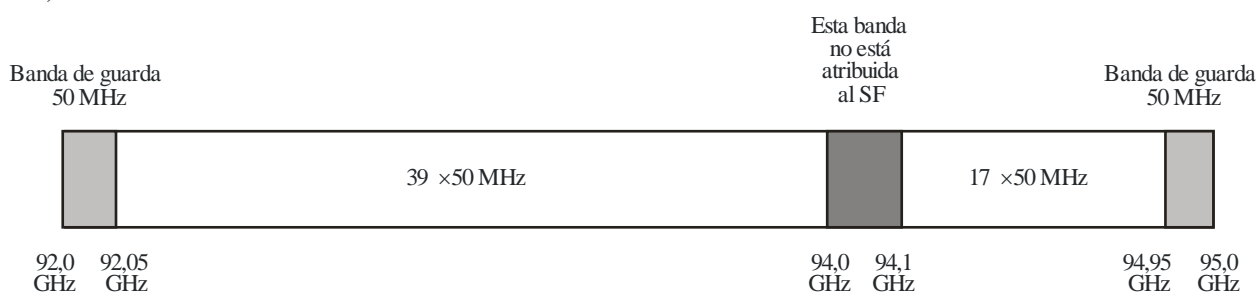 Esta banda
no está
atribuida
al SF
Banda de guarda
50 MHz
Banda de guarda
50 MHz
39 ×50 MHz
17 ×50 MHz
92,0
GHz
92,05
GHz
94,0
GHz
94,1
GHz
94,95
GHz
95,0
GHz